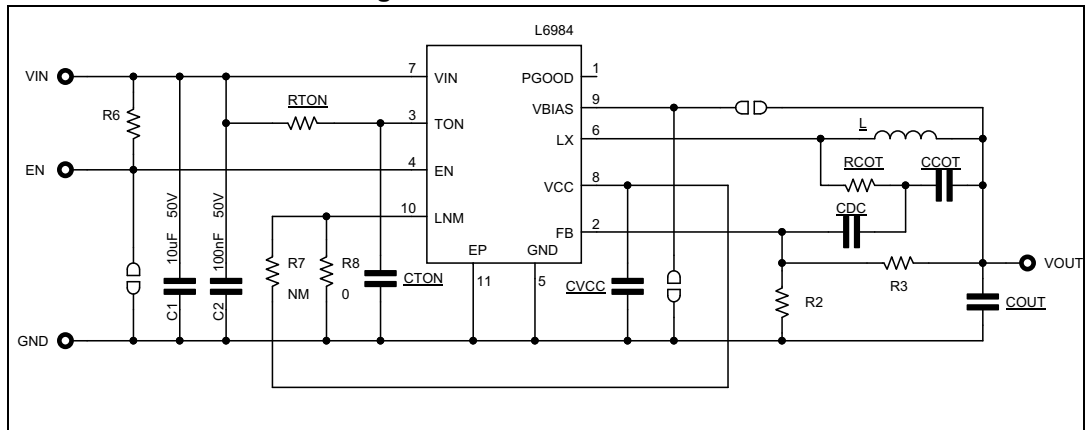 L6984
VIN
7
VIN
PGOOD
1
R6
RTON
VBIAS
9
3
TON
LX
6
L
EN
4
EN
RCOT
CCOT
VCC
8
10uF 50V
100nF 50V
10
LNM
CDC
FB
2
EP
GND
R7
R8
CTON
11
5
CVCC
VOUT
NM
0
R2
R3
C1
C2
COUT
GND